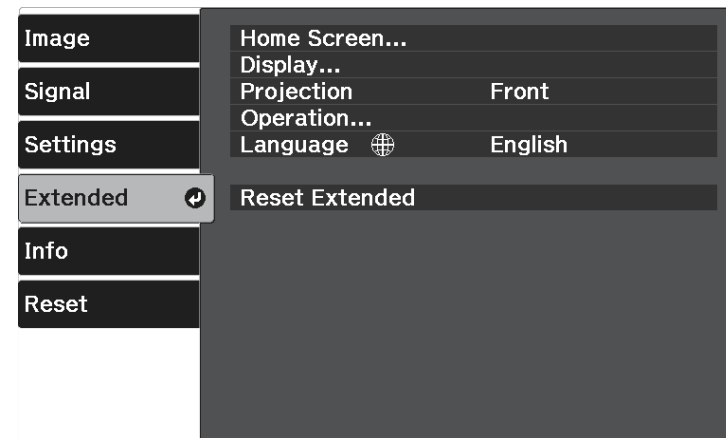 Image
Signal
Settings
Extended
Info
Reset
Home Screen...
Display...
Projection Front
Operation...
Language English
Reset Extended